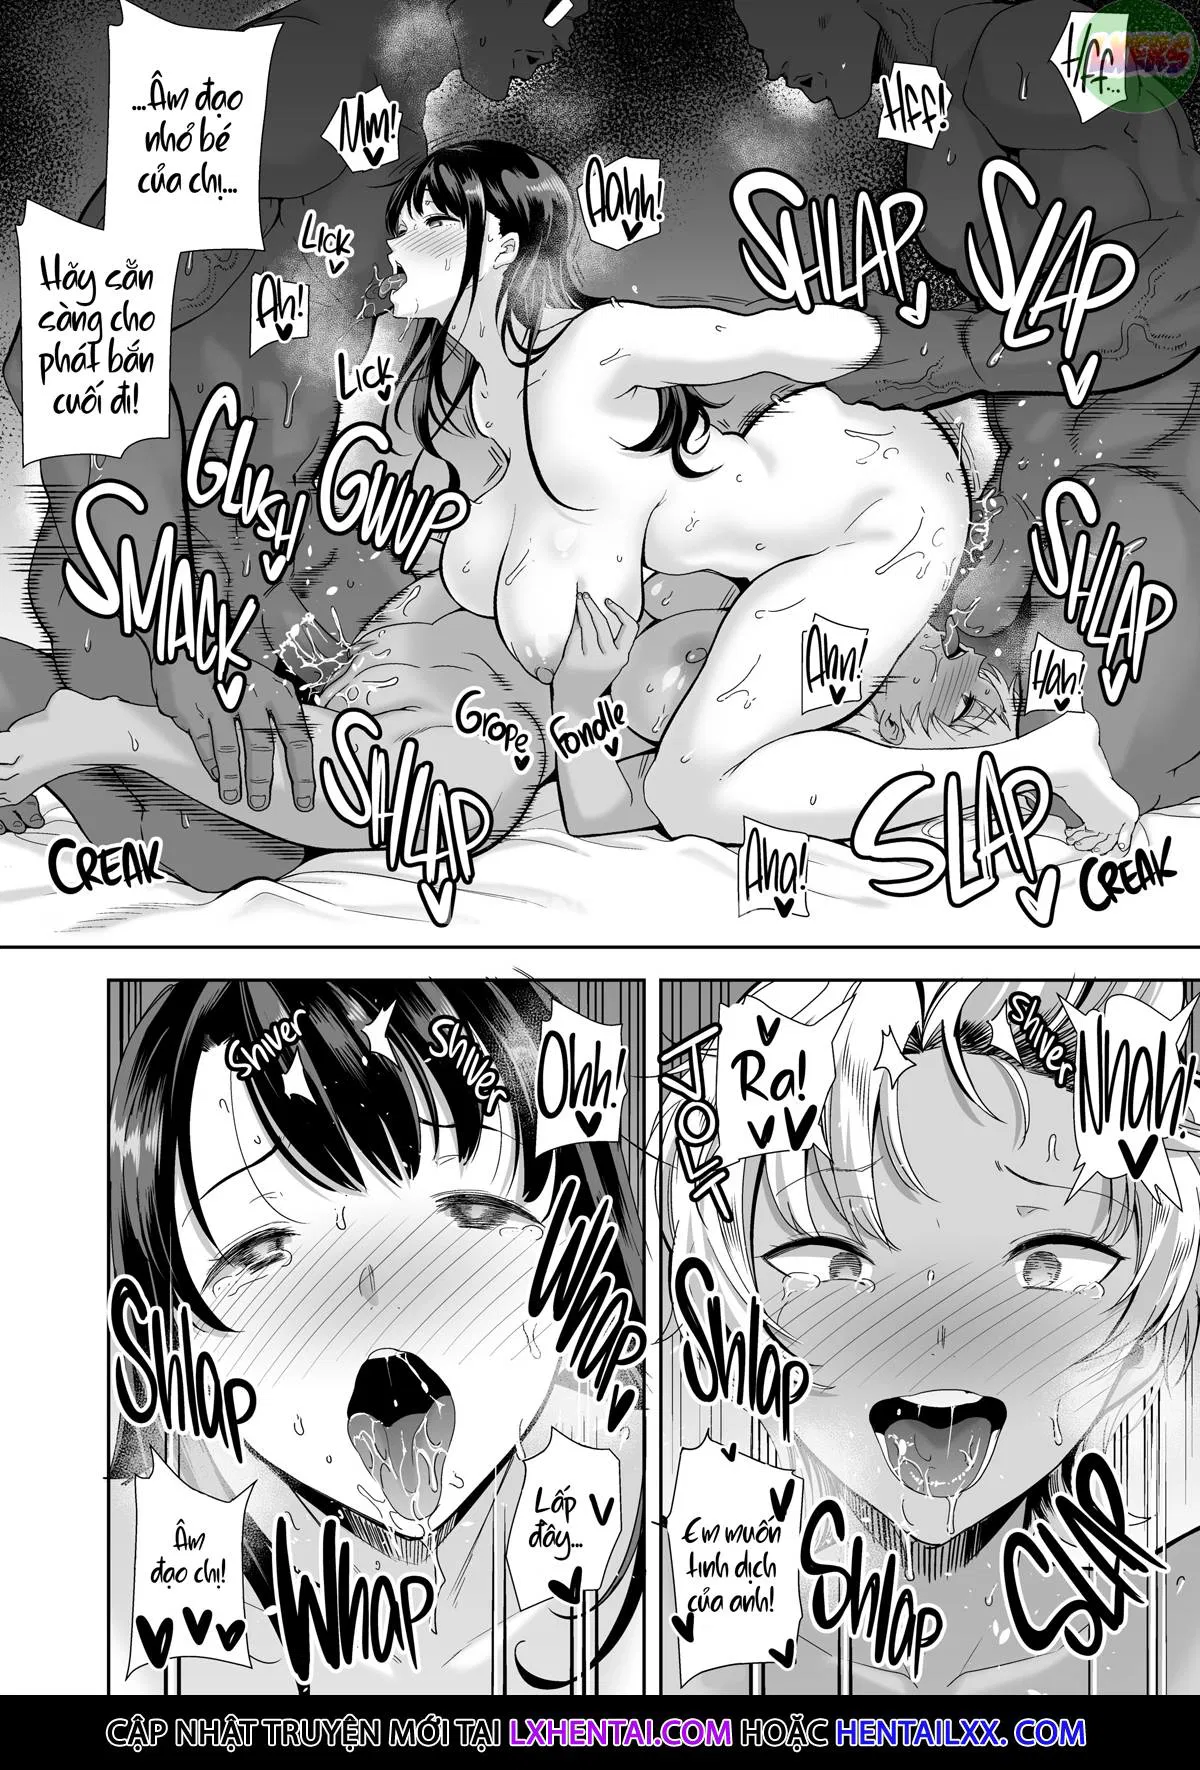 ...Âm đạo
nhỏ bé
của chị...
Hãy sẵn
sàng cho
phát bắn
cuối đi!
Hff...
Hff!
Mm!
Aahh!
LICK
Ah!
LICK
SHLAP
SLAP
GLUSH
GWUP
SMACK
SHLAP
Ahn!
Hah!
Grope
Fondle
SHLAP
SLAP
Aha!
CREAK
CREAK
Shiver
Nhah!
Ra!
JOLT
SHLAP
Em muốn
tinh dịch
của anh!
SHLAP
SLAP
Shiver
Shiver
Ohh!
WHAP
SHLAP
Lấp
đầy...
Âm
đạo chị!
WHAP
CẬP NHẬT TRUYỆN MỚI TẠI LXHENTAI.COM HOẶC HENTAILXX. COM